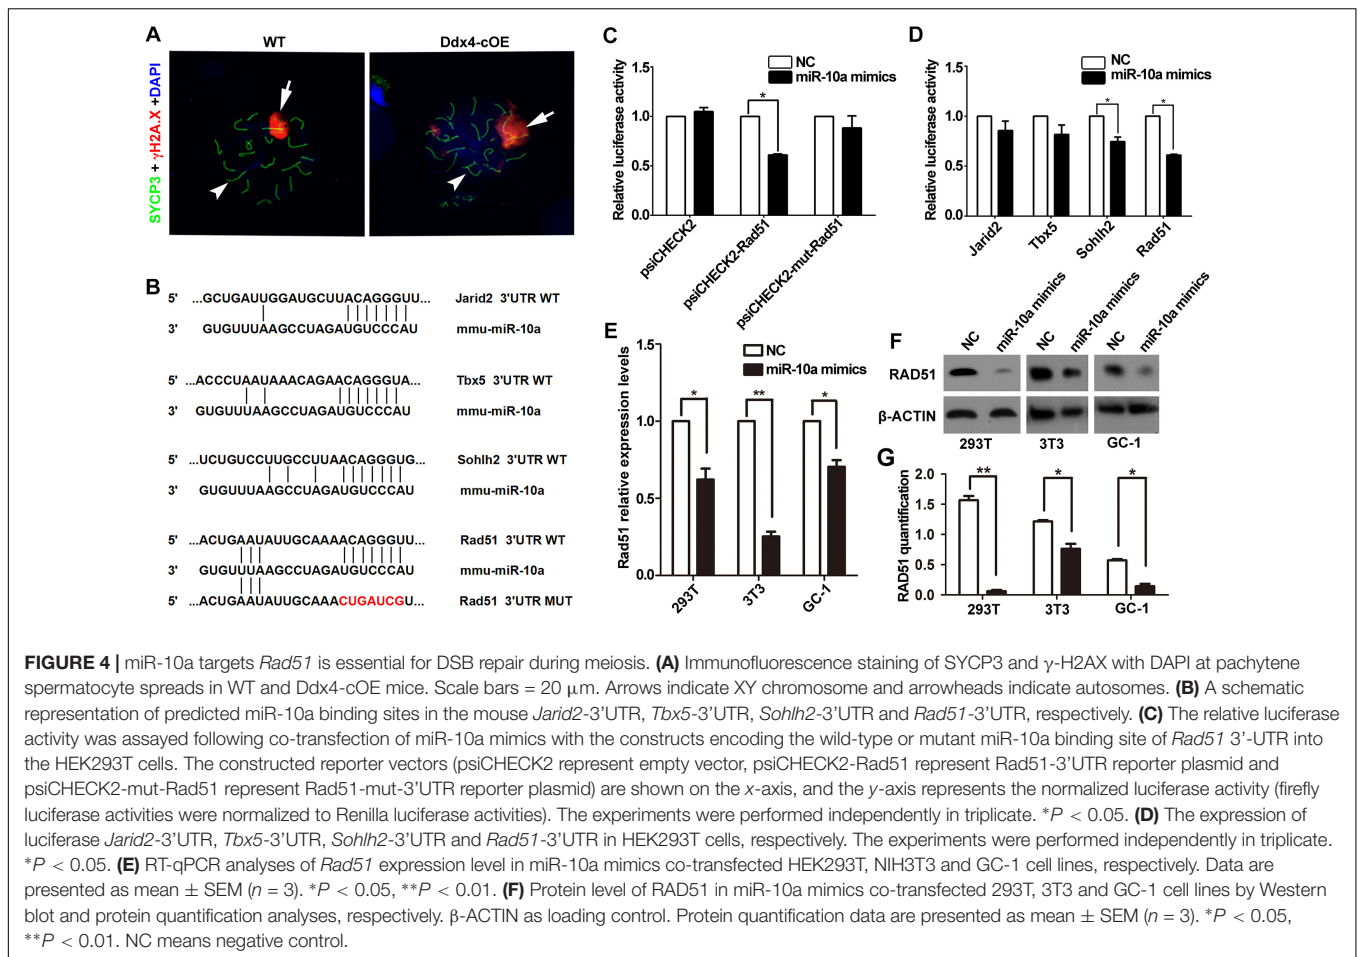 A
WT
Ddx4-cOE
SYCP3 + γH2A.X +DAPI
B
5' ...GCUGAUUGGAUGCUUACAGGGUU... Jarid2 3'UTR WT
3' GUGUUUAAGCCUAGAUGUCCCAU mmu-miR-10a
5' ...ACCCUAAUAAACAGAACAGGGUA... Tbx5 3'UTR WT
GUGUUUAAGCCUAGAUGUCCCAU mmu-miR-10a
5' ...UCUGUCCUUGCCUUAACAGGGUG... Sohlh2 3'UTR WT
3' GUGUUUAAGCCUAGAUGUCCCAU mmu-miR-10a
5' ...ACUGAAUAUUGCAAAACAGGGUU... Rad51 3'UTR WT
3' GUGUUUAAGCCUAGAUGUCCCAU mmu-miR-10a
5' ...ACUGAAUAUUGCAAACUGAUCGU... Rad51 3'UTR MUT
C
NC
miR-10a mimics
Relative luciferase activity
1.5
1.0
0.5
0.0
*
psiCHECK2
psiCHECK2-Rad51
psiCHECK2-mut-Rad51
D
NC
miR-10a mimics
Relative luciferase activity
1.5
1.0
0.5
0.0
*
*
Jarid2
Tbx5
Sohlh2
Rad51
E
NC
miR-10a mimics
Rad51 relative expression levels
1.5
1.0
0.5
0.0
*
**
*
293T
3T3
GC-1
F
NC
miR-10a mimics
NC
miR-10a mimics
NC
miR-10a mimics
RAD51
β-ACTIN
293T
3T3
GC-1
G
RAD51 quantification
2.0
1.5
1.0
0.5
0.0
**
*
*
293T
3T3
GC-1
FIGURE 4 | miR-10a targets Rad51 is essential for DSB repair during meiosis. (A) Immunofluorescence staining of SYCP3 and γ-H2AX with DAPI at pachytene
spermatocyte spreads in WT and Ddx4-cOE mice. Scale bars = 20 μm. Arrows indicate XY chromosome and arrowheads indicate autosomes. (B) A schematic
representation of predicted miR-10a binding sites in the mouse Jarid2-3'UTR, Tbx5-3'UTR, Sohlh2-3'UTR and Rad51-3'UTR, respectively. (C) The relative luciferase
activity was assayed following co-transfection of miR-10a mimics with the constructs encoding the wild-type or mutant miR-10a binding site of Rad51 3'-UTR into
the HEK293T cells. The constructed reporter vectors (psiCHECK2 represent empty vector, psiCHECK2-Rad51 represent Rad51-3'UTR reporter plasmid and
psiCHECK2-mut-Rad51 represent Rad51-mut-3'UTR reporter plasmid) are shown on the x-axis, and the y-axis represents the normalized luciferase activity (firefly
luciferase activities were normalized to Renilla luciferase activities). The experiments were performed independently in triplicate. *P < 0.05. (D) The expression of
luciferase Jarid2-3'UTR, Tbx5-3'UTR, Sohlh2-3'UTR and Rad51-3'UTR in HEK293T cells, respectively. The experiments were performed independently in triplicate.
*P < 0.05. (E) RT-qPCR analyses of Rad51 expression level in miR-10a mimics co-transfected HEK293T, NIH3T3 and GC-1 cell lines, respectively. Data are
presented as mean ± SEM (n = 3). *P < 0.05, **P < 0.01. (F) Protein level of RAD51 in miR-10a mimics co-transfected 293T, 3T3 and GC-1 cell lines by Western
blot and protein quantification analyses, respectively. β-ACTIN as loading control. Protein quantification data are presented as mean ± SEM (n = 3). *P < 0.05,
**P < 0.01. NC means negative control.